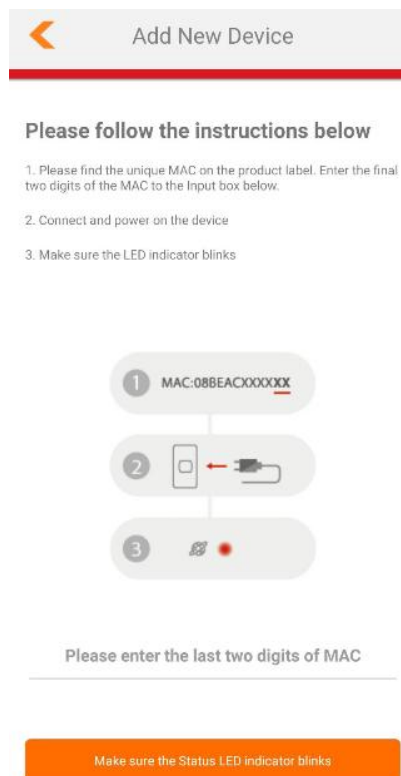 Add New Device
Please follow the instructions below
1. Please find the unique MAC on the product label. Enter the final
two digits of the MAC to the Input box below.
2. Connect and power on the device
3. Make sure the LED indicator blinks
1 MAC:08BEACXXXXXX
2
3
Please enter the last two digits of MAC
Make sure the Status LED indicator blinks